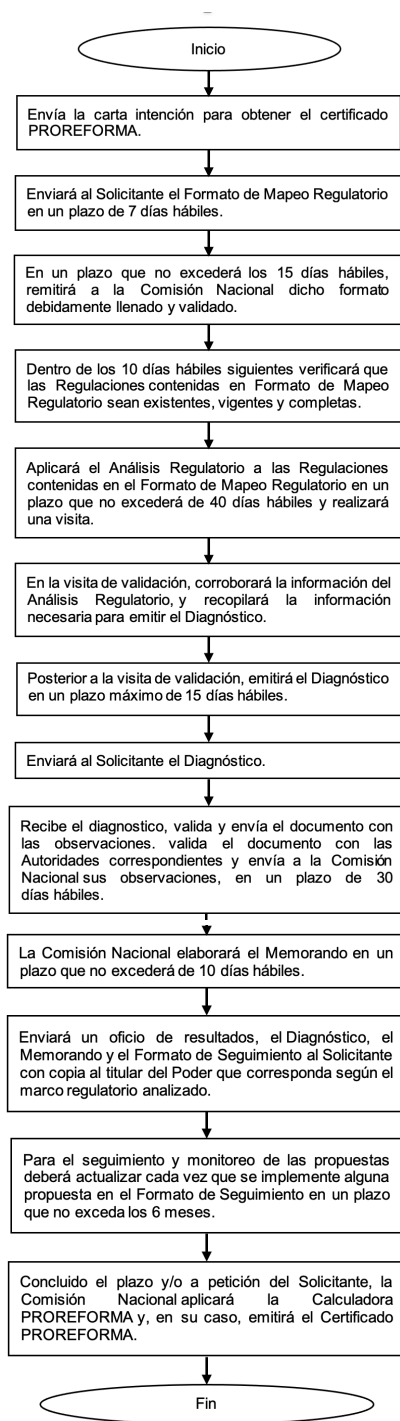 Inicio
Envía la carta intención para obtener el certificado
PROREFORMA.
Enviará al Solicitante el Formato de Mapeo Regulatorio
en un plazo de 7 días hábiles.
En un plazo que no excederá los 15 días hábiles,
remitirá a la Comisión Nacional dicho formato
debidamente llenado y validado.
Dentro de los 10 días hábiles siguientes verificará que
las Regulaciones contenidas en Formato de Mapeo
Regulatorio sean existentes, vigentes y completas.
Aplicará el Análisis Regulatorio a las Regulaciones
contenidas en el Formato de Mapeo Regulatorio en un
plazo que no excederá de 40 días hábiles y realizará
una visita.
En la visita de validación, corroborará la información del
Análisis Regulatorio, y recopilará la información
necesaria para emitir el Diagnóstico.
Posterior a la visita de validación, emitirá el Diagnóstico
en un plazo máximo de 15 días hábiles.
Enviará al Solicitante el Diagnóstico.
Recibe el diagnostico, valida y envía el documento con
las observaciones. valida el documento con las
Autoridades correspondientes y envía a la Comisión
Nacional sus observaciones, en un plazo de 30
días hábiles.
La Comisión Nacional elaborará el Memorando en un
plazo que no excederá de 10 días hábiles.
Enviará un oficio de resultados, el Diagnóstico, el
Memorando y el Formato de Seguimiento al Solicitante
con copia al titular del Poder que corresponda según el
marco regulatorio analizado.
Para el seguimiento y monitoreo de las propuestas
deberá actualizar cada vez que se implemente alguna
propuesta en el Formato de Seguimiento en un plazo
que no exceda los 6 meses.
Concluido el plazo y/o a petición del Solicitante, la
Comisión Nacional aplicará la Calculadora
PROREFORMA y, en su caso, emitirá el Certificado
PROREFORMA.
Fin